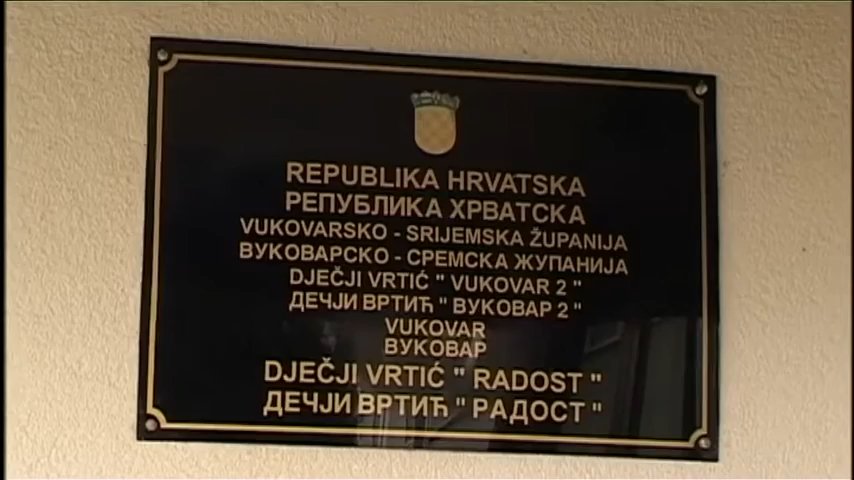 REPUBLIKA HRVATSKA
РЕПУБЛИКА ХРВАТСКА
VUKOVARSKO - SRIJEMSKA ŽUPANIJA
ВУКОВАРСКО - СРЕМСКА ЖУПАНИЈА
DJEČJI VRTIĆ " VUKOVAR 2 "
ДЕЧЈИ ВРТИЋ " ВУКОВАР 2 "
VUKOVAR
ВУКОВАР
DJEČJI VRTIĆ " RADOST "
ДЕЧЈИ ВРТИЋ " РАДОСТ "